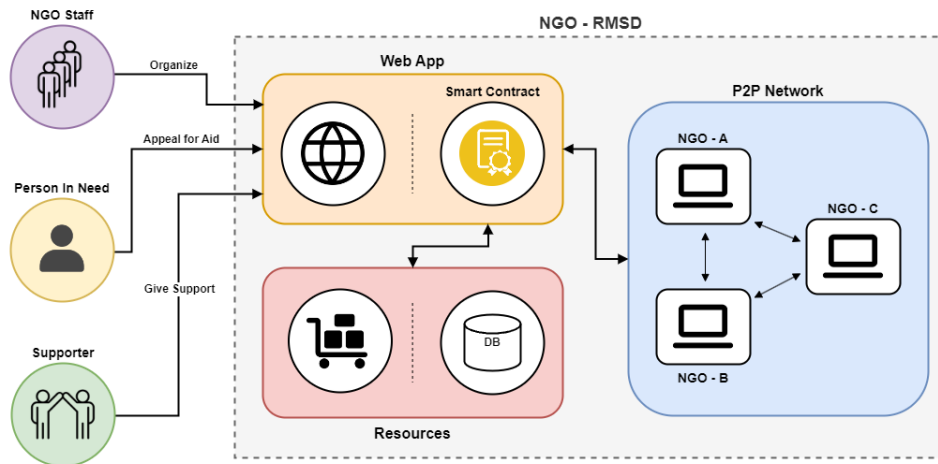 NGO Staff
NGO - RMSD
Organize
Web App
Smart Contract
P2P Network
Appeal for Aid
NGO - A
Person In Need
NGO - C
Give Support
DB
Supporter
NGO - B
Resources